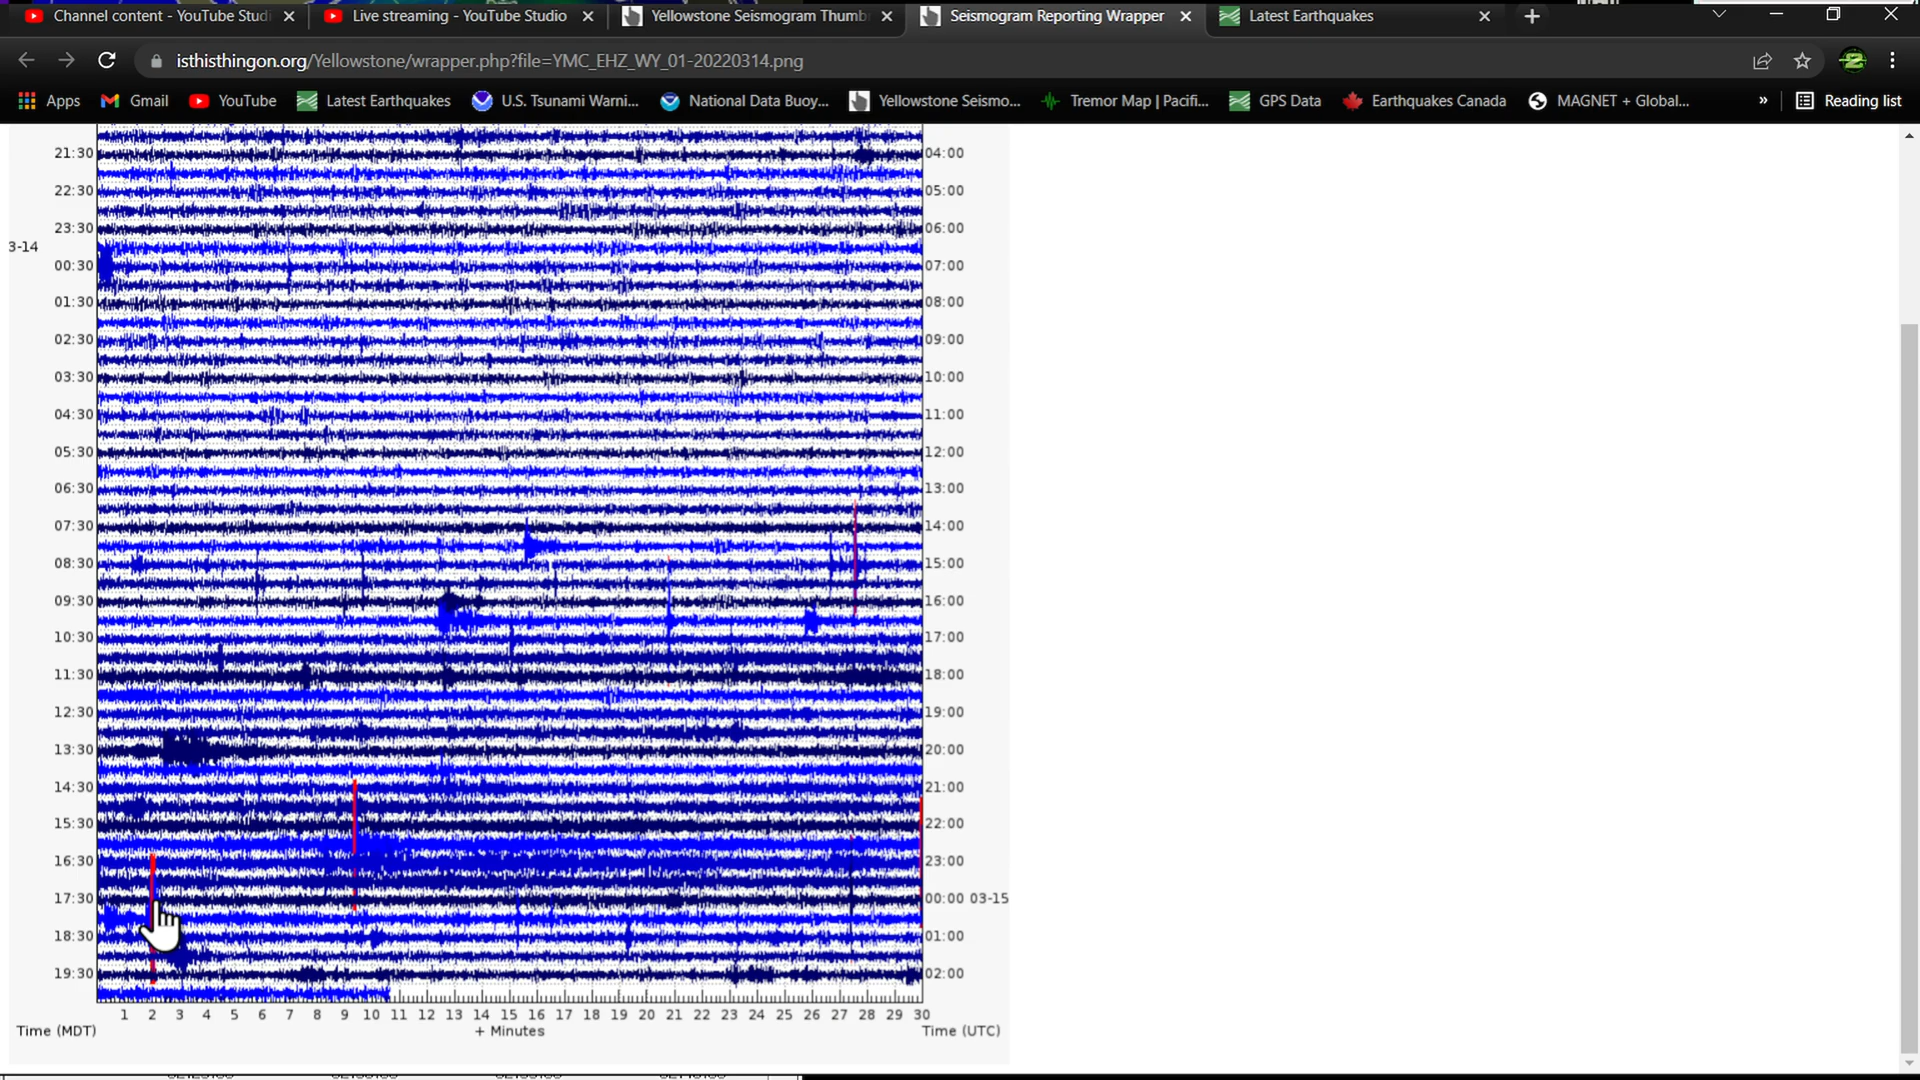 Channel content - YouTube Studi
Live streaming - YouTube Studio
Yellowstone Seismogram Thumb
Seismogram Reporting Wrapper
Latest Earthquakes
isthisthingon.org/Yellowstone/wrapper.php?file=YMC_EHZ_WY_01-20220314.png
Apps Gmail YouTube Latest Earthquakes U.S. Tsunami Warni... National Data Buoy... Yellowstone Seismo... Tremor Map | Pacifi... GPS Data Earthquakes Canada MAGNET + Global... » Reading list
21:30 04:00
22:30 05:00
23:30 06:00
3-14
00:30 07:00
01:30 08:00
02:30 09:00
03:30 10:00
04:30 11:00
05:30 12:00
06:30 13:00
07:30 14:00
08:30 15:00
09:30 16:00
10:30 17:00
11:30 18:00
12:30 19:00
13:30 20:00
14:30 21:00
15:30 22:00
16:30 23:00
17:30 00:00 03-15
18:30 01:00
19:30 02:00
1 2 3 4 5 6 7 8 9 10 11 12 13 14 15 16 17 18 19 20 21 22 23 24 25 26 27 28 29 30
Time (MDT) + Minutes Time (UTC)